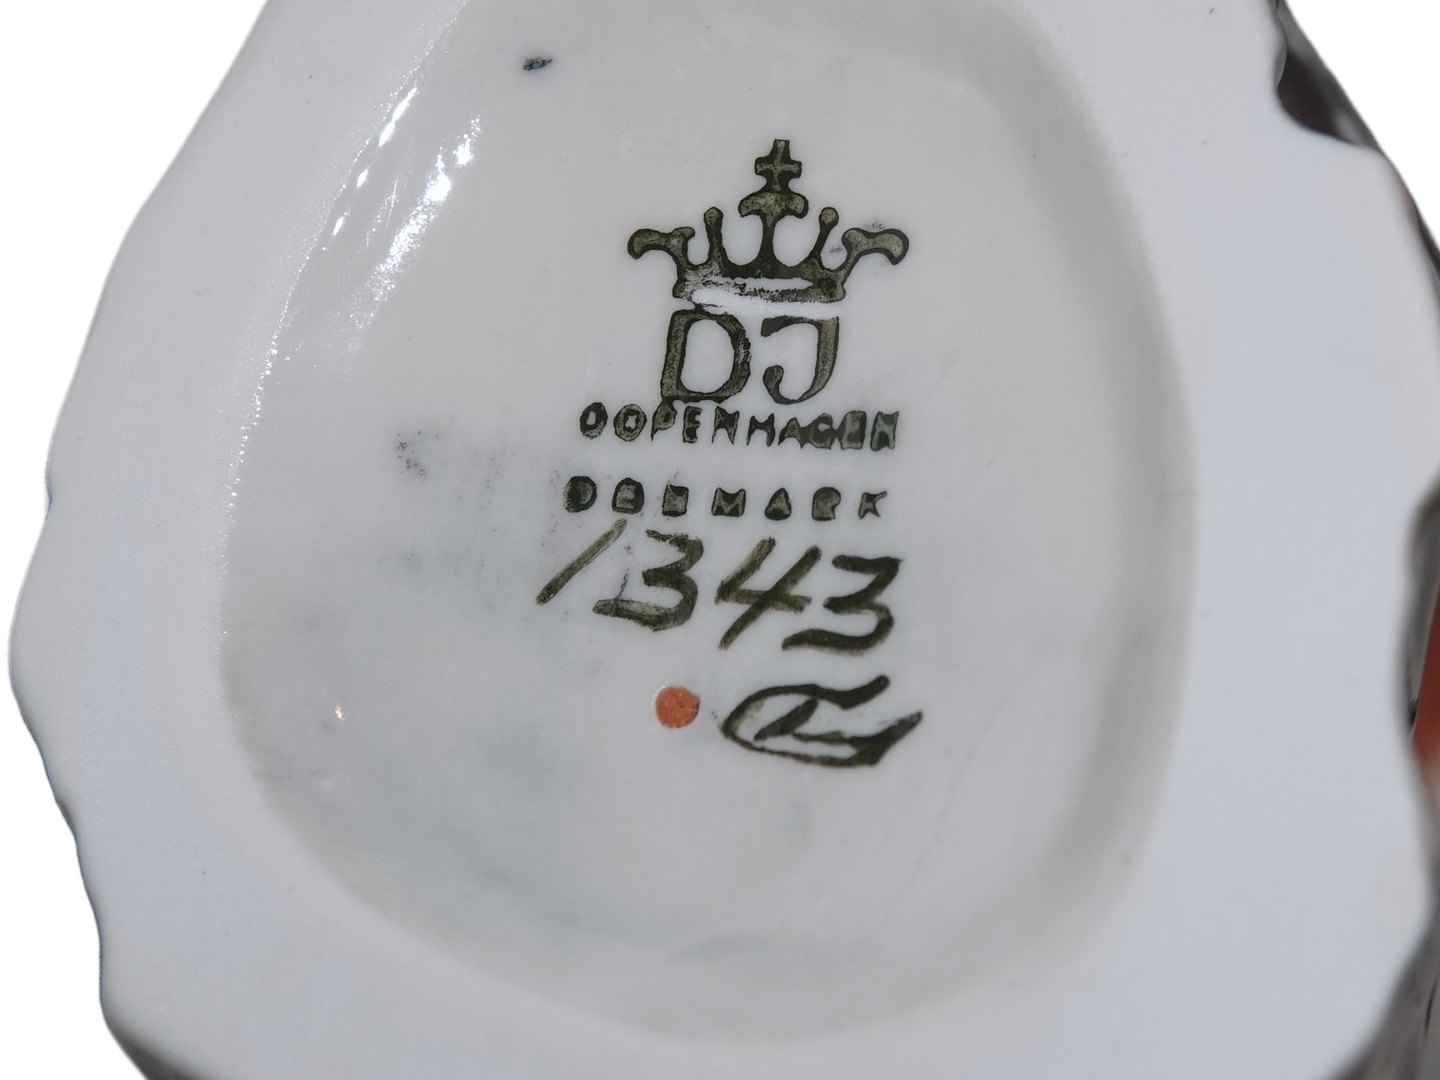 DJ
COPENHAGEN
DENMARK
1343